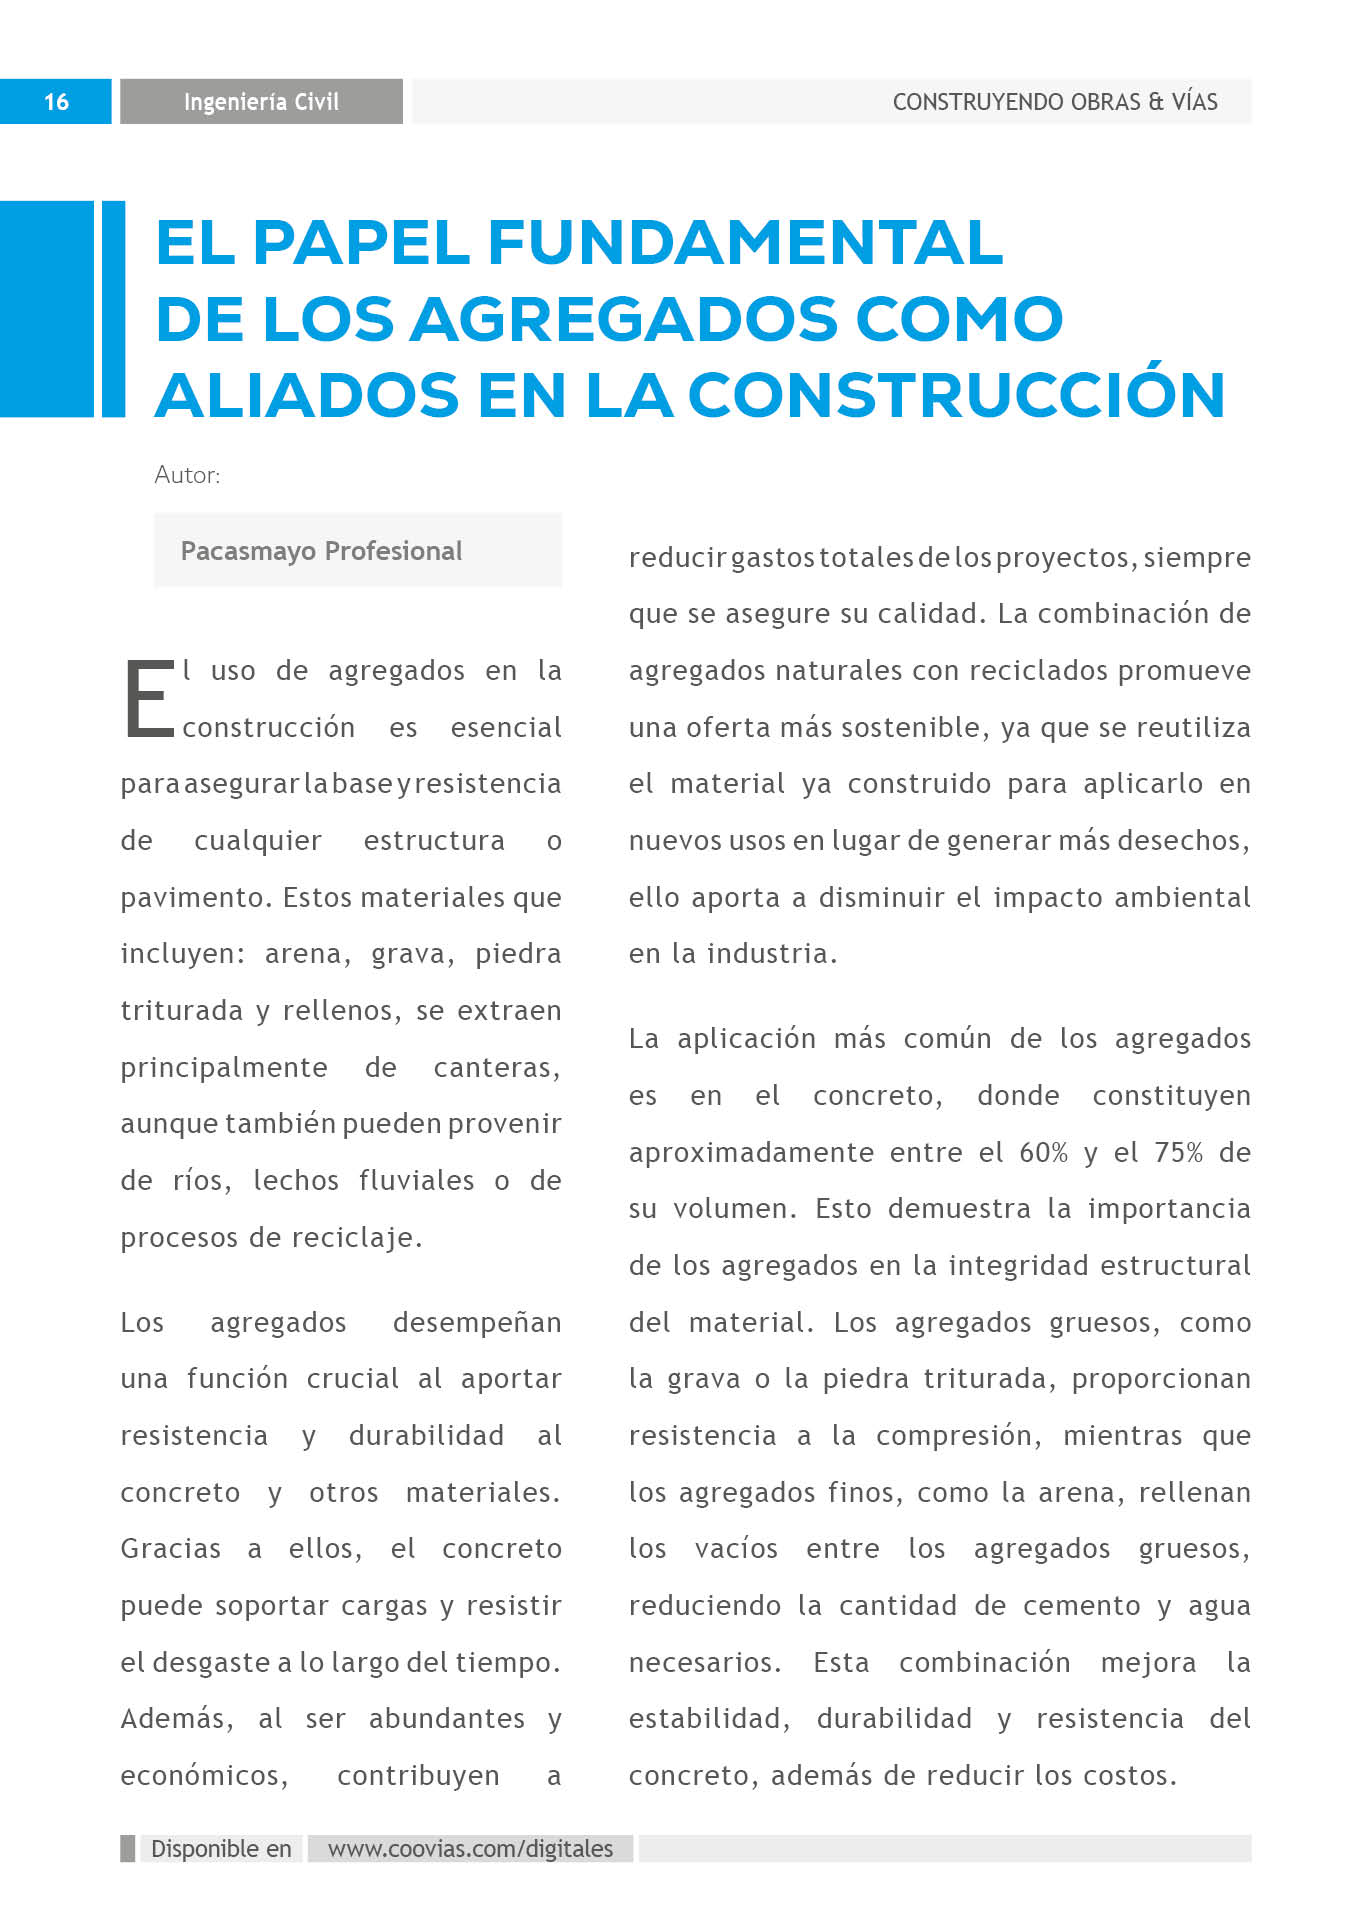 16
Ingeniería Civil
CONSTRUYENDO OBRAS & VÍAS
EL PAPEL FUNDAMENTAL
DE LOS AGREGADOS COMO
ALIADOS EN LA CONSTRUCCIÓN
Autor:
Pacasmayo Profesional
El uso de agregados en la
construcción es esencial
para asegurar la base y resistencia
de cualquier estructura o
pavimento. Estos materiales que
incluyen: arena, grava, piedra
triturada y rellenos, se extraen
principalmente de canteras,
aunque también pueden provenir
de ríos, lechos fluviales o de
procesos de reciclaje.
Los agregados desempeñan
una función crucial al aportar
resistencia y durabilidad al
concreto y otros materiales.
Gracias a ellos, el concreto
puede soportar cargas y resistir
el desgaste a lo largo del tiempo.
Además, al ser abundantes y
económicos, contribuyen a
reducir gastos totales de los proyectos, siempre
que se asegure su calidad. La combinación de
agregados naturales con reciclados promueve
una oferta más sostenible, ya que se reutiliza
el material ya construido para aplicarlo en
nuevos usos en lugar de generar más desechos,
ello aporta a disminuir el impacto ambiental
en la industria.
La aplicación más común de los agregados
es en el concreto, donde constituyen
aproximadamente entre el 60% y el 75% de
su volumen. Esto demuestra la importancia
de los agregados en la integridad estructural
del material. Los agregados gruesos, como
la grava o la piedra triturada, proporcionan
resistencia a la compresión, mientras que
los agregados finos, como la arena, rellenan
los vacíos entre los agregados gruesos,
reduciendo la cantidad de cemento y agua
necesarios. Esta combinación mejora la
estabilidad, durabilidad y resistencia del
concreto, además de reducir los costos.
Disponible en
www.coovias.com/digitales